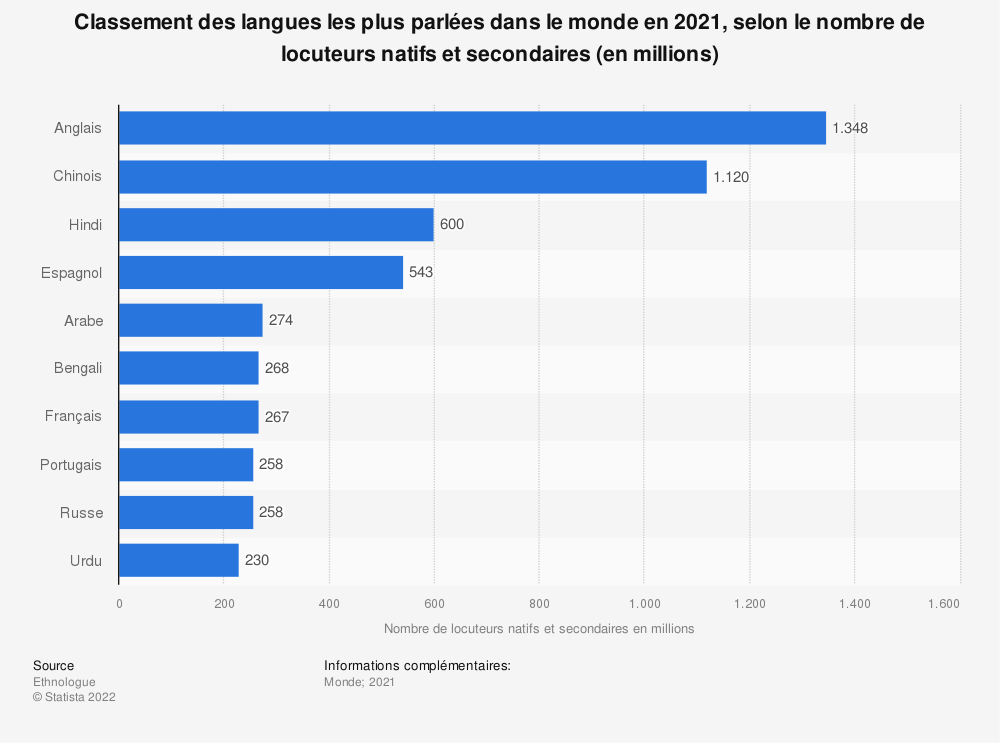 Classement des langues les plus parlées dans le monde en 2021, selon le nombre de
locuteurs natifs et secondaires (en millions)
Anglais 1.348
Chinois 1.120
Hindi 600
Espagnol 543
Arabe 274
Bengali 268
Français 267
Portugais 258
Russe 258
Urdu 230
0 200 400 600 800 1.000 1.200 1.400 1.600
Nombre de locuteurs natifs et secondaires en millions
Source
Ethnologue
© Statista 2022
Informations complémentaires:
Monde; 2021